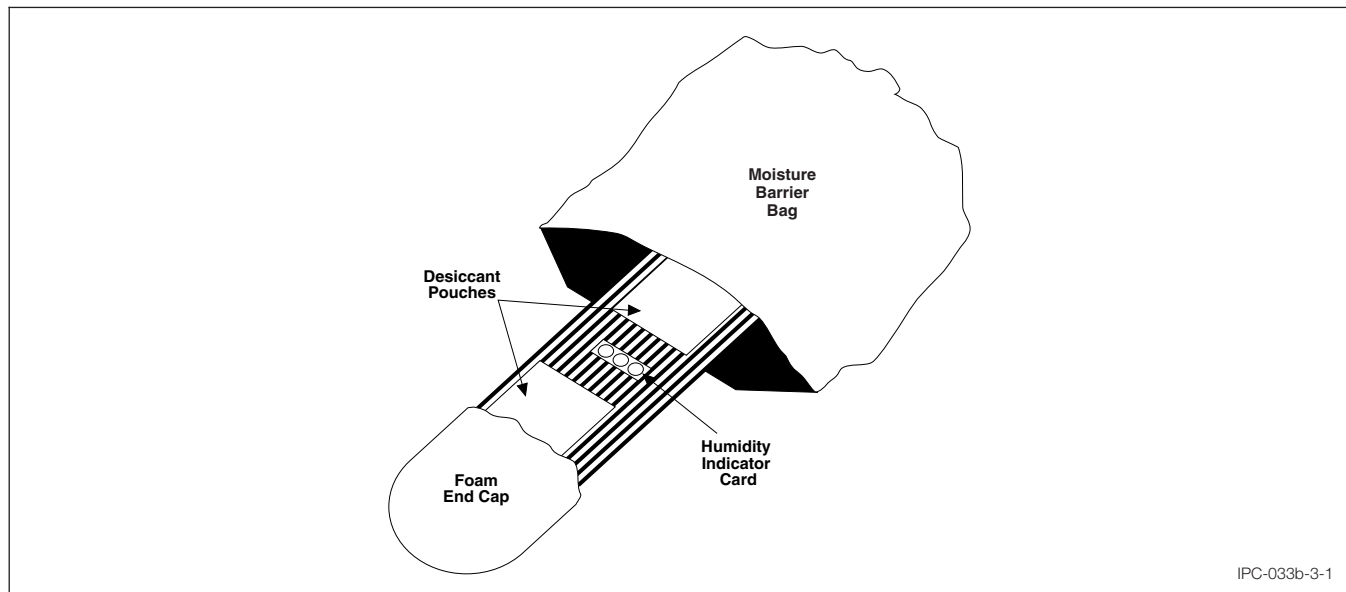 Moisture
Barrier
Bag
Desiccant
Pouches
Humidity
Indicator
Card
Foam
End Cap
IPC-033b-3-1